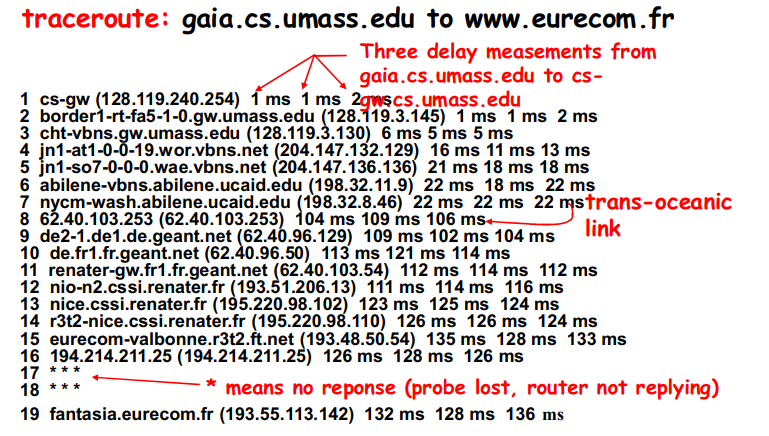 traceroute: gaia.cs.umass.edu to www.eurecom.fr
Three delay measements from
gaia.cs.umass.edu to cs-
gw.cs.umass.edu
1 cs-gw (128.119.240.254) 1 ms 1 ms 2 ms
2 border1-rt-fa5-1-0.gw.umass.edu (128.119.3.145) 1 ms 1 ms 2 ms
3 cht-vbns.gw.umass.edu (128.119.3.130) 6 ms 5 ms 5 ms
4 jn1-at1-0-0-19.wor.vbns.net (204.147.132.129) 16 ms 11 ms 13 ms
5 jn1-so7-0-0-0.wae.vbns.net (204.147.136.136) 21 ms 18 ms 18 ms
6 abilene-vbns.abilene.ucaid.edu (198.32.11.9) 22 ms 18 ms 22 ms
7 nycm-wash.abilene.ucaid.edu (198.32.8.46) 22 ms 22 ms 22 ms
trans-oceanic
link
8 62.40.103.253 (62.40.103.253) 104 ms 109 ms 106 ms
9 de2-1.de1.de.geant.net (62.40.96.129) 109 ms 102 ms 104 ms
10 de.fr1.fr.geant.net (62.40.96.50) 113 ms 121 ms 114 ms
11 renater-gw.fr1.fr.geant.net (62.40.103.54) 112 ms 114 ms 112 ms
12 nio-n2.cssi.renater.fr (193.51.206.13) 111 ms 114 ms 116 ms
13 nice.cssi.renater.fr (195.220.98.102) 123 ms 125 ms 124 ms
14 r3t2-nice.cssi.renater.fr (195.220.98.110) 126 ms 126 ms 124 ms
15 eurecom-valbonne.r3t2.ft.net (193.48.50.54) 135 ms 128 ms 133 ms
16 194.214.211.25 (194.214.211.25) 126 ms 128 ms 126 ms
17 * * *
18 * * *
* means no reponse (probe lost, router not replying)
19 fantasia.eurecom.fr (193.55.113.142) 132 ms 128 ms 136 ms